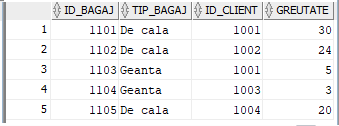 ID_BAGAJ TIP_BAGAJ ID_CLIENT GREUTATE
1 1101 De cala 1001 30
2 1102 De cala 1002 24
3 1103 Geanta 1001 5
4 1104 Geanta 1003 3
5 1105 De cala 1004 20